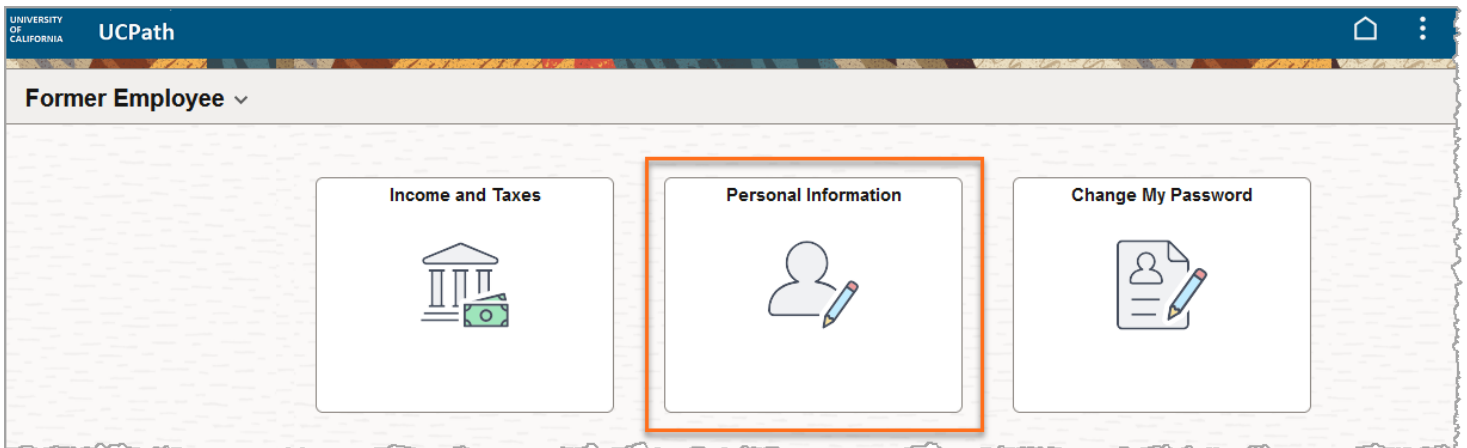 UNIVERSITY
OF
CALIFORNIA
UCPath
Former Employee
Income and Taxes
Personal Information
Change My Password